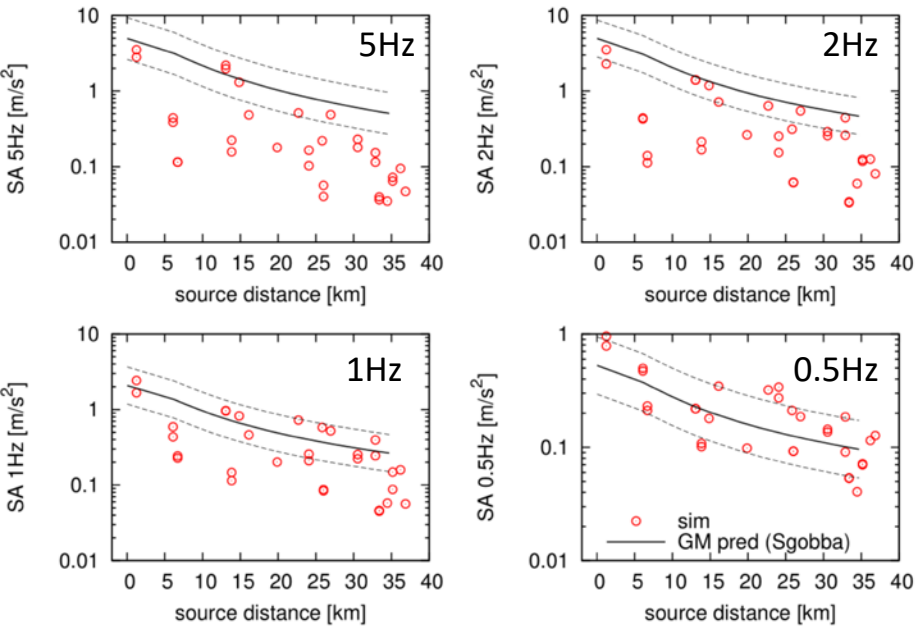 5Hz
SA 5Hz [m/s²]
10
1
0.1
0.01
0 5 10 15 20 25 30 35 40
source distance [km]
2Hz
SA 2Hz [m/s²]
10
1
0.1
0.01
0 5 10 15 20 25 30 35 40
source distance [km]
1Hz
SA 1Hz [m/s²]
10
1
0.1
0.01
0 5 10 15 20 25 30 35 40
source distance [km]
0.5Hz
SA 0.5Hz [m/s²]
1
0.1
0.01
sim
GM pred (Sgobba)
0 5 10 15 20 25 30 35 40
source distance [km]